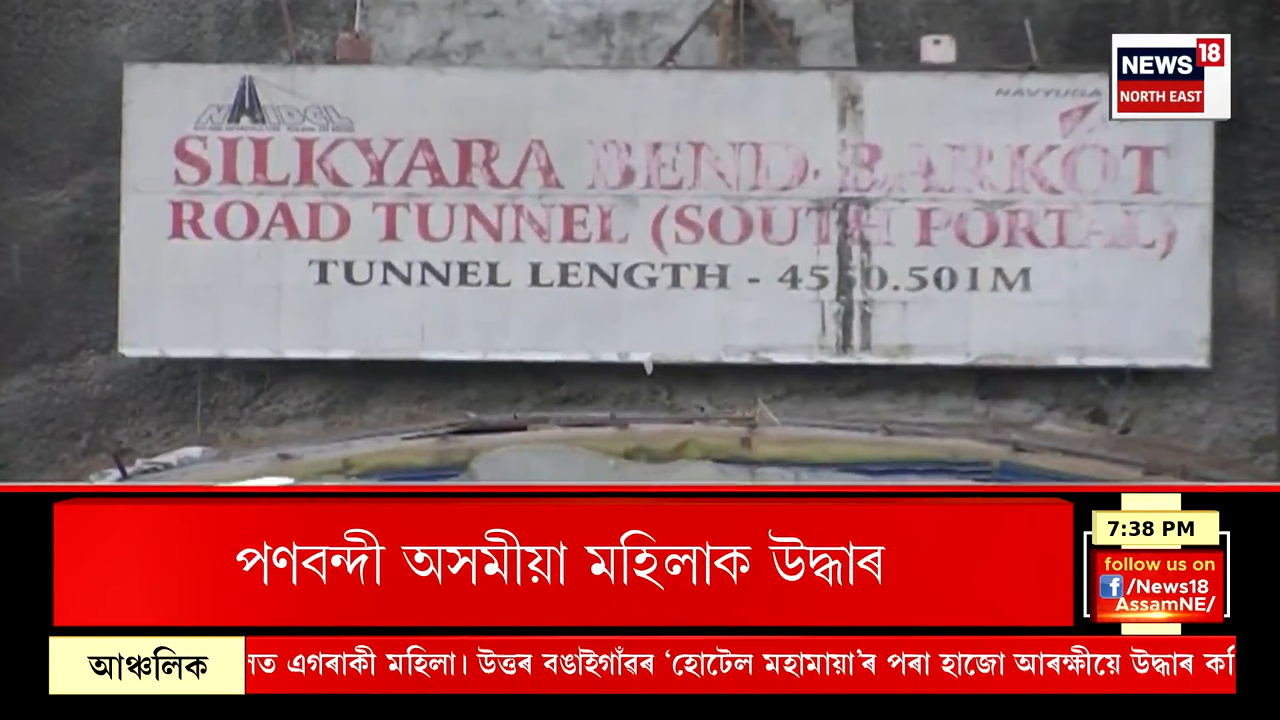 NEWS 18
NORTH EAST
NHIDCL
NAVYUGA
SILKYARA BEND-BARKOT
ROAD TUNNEL (SOUTH PORTAL)
TUNNEL LENGTH -
পণবন্দী অসমীয়া মহিলাক উদ্ধাৰ
7:38 PM
follow us on
/News18
AssamNE/
আঞ্চলিক
এগৰাকী মহিলা। উত্তৰ বঙাইগাঁৱৰ ‘হোটেল মহামায়া’ৰ পৰা হাজো আৰক্ষীয়ে উদ্ধাৰ